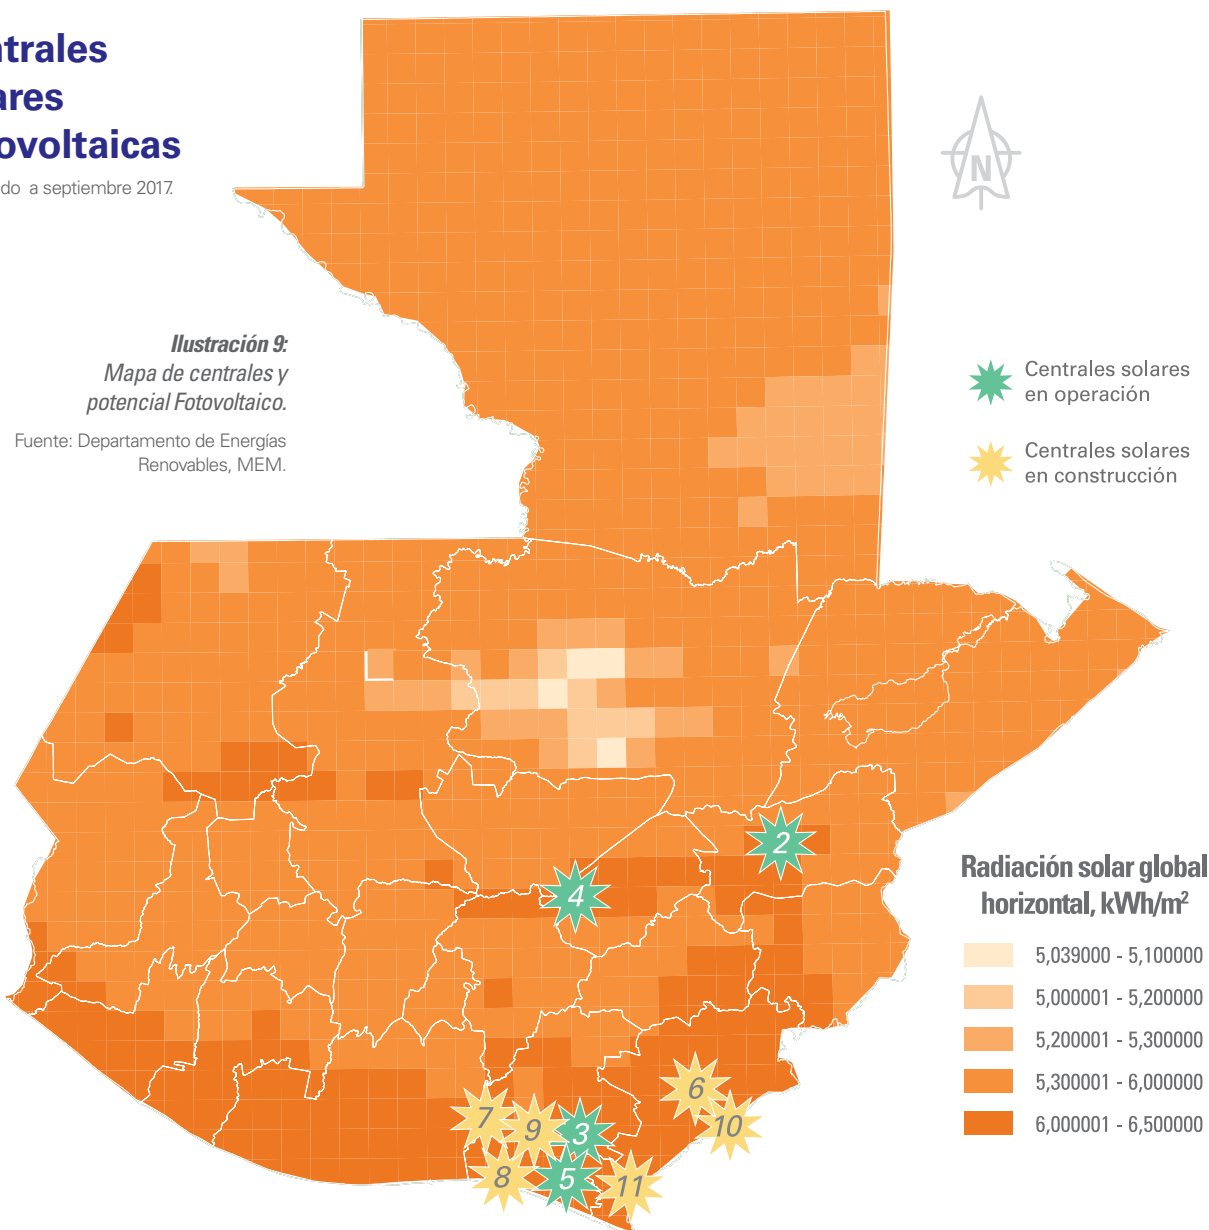 ntrales
ares
ovoltaicas
do a septiembre 2017.
N
Ilustración 9:
Mapa de centrales y
potencial Fotovoltaico.
Fuente: Departamento de Energías
Renovables, MEM.
Centrales solares
en operación
Centrales solares
en construcción
2
4
6
7
9
3
10
8
5
11
Radiación solar global
horizontal, kWh/m²
5,039000 - 5,100000
5,000001 - 5,200000
5,200001 - 5,300000
5,300001 - 6,000000
6,000001 - 6,500000